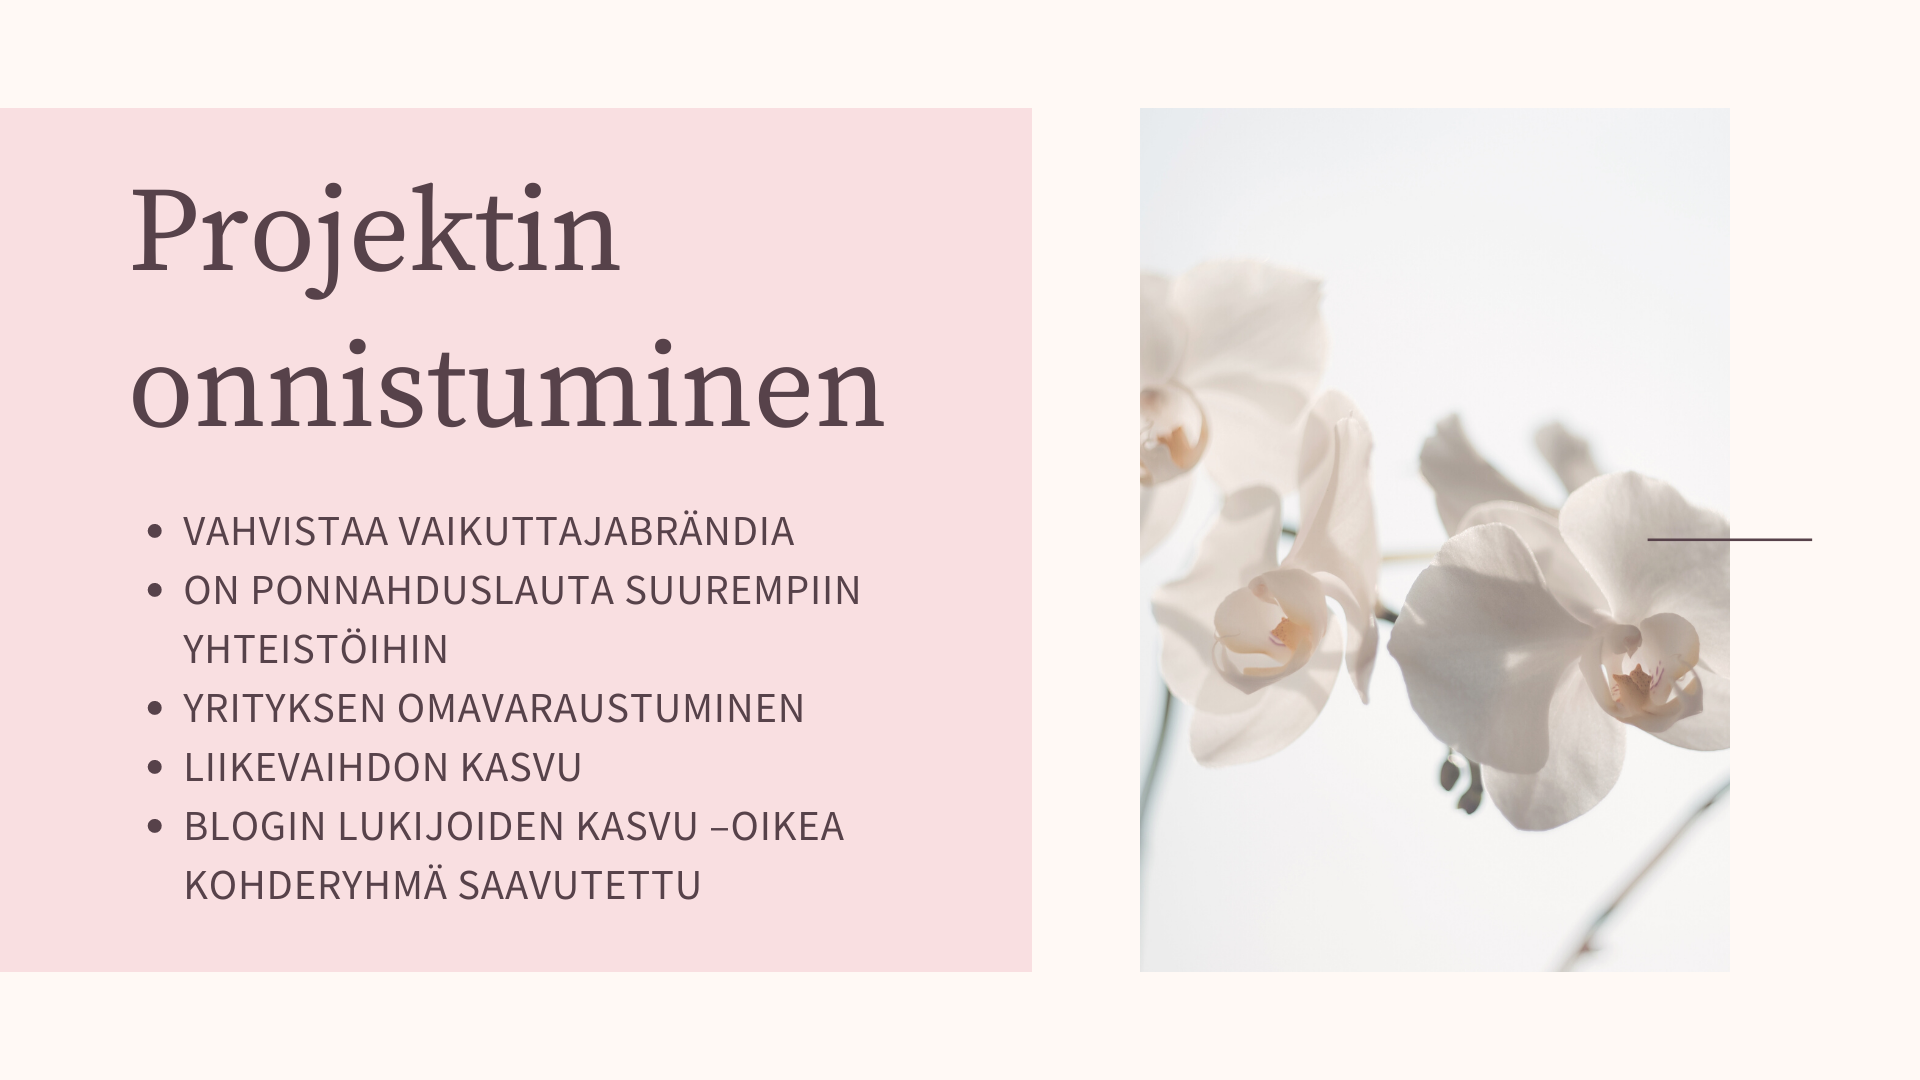 Projektin
onnistuminen
• VAHVISTAA VAIKUTTAJABRÄNDIA
• ON PONNAHDUSLAUTA SUUREMPIIN
YHTEISTÖIHIN
• YRITYKSEN OMAVARAUSTUMINEN
• LIIKEVAIHDON KASVU
• BLOGIN LUKIJOIDEN KASVU –OIKEA
KOHDERYHMÄ SAAVUTETTU